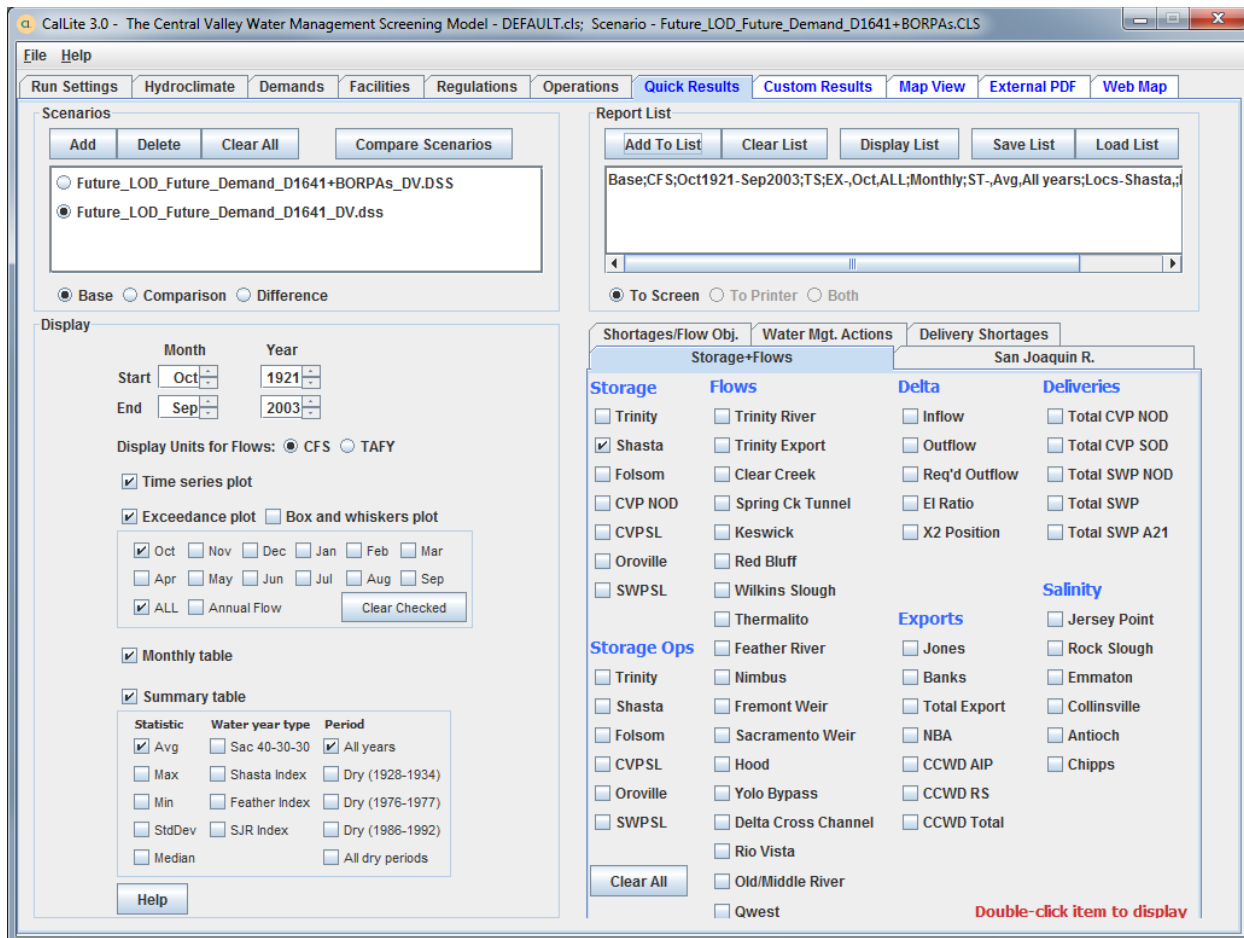 CalLite 3.0 - The Central Valley Water Management Screening Model - DEFAULT.cls; Scenario - Future_LOD_Future_Demand_D1641+BORPAs.CLS
File Help
Run Settings Hydroclimate Demands Facilities Regulations Operations Quick Results Custom Results Map View External PDF Web Map
Scenarios
Add Delete Clear All Compare Scenarios
Future_LOD_Future_Demand_D1641+BORPAs_DV.DSS
Future_LOD_Future_Demand_D1641_DV.dss
Base Comparison Difference
Report List
Add To List Clear List Display List Save List Load List
Base;CFS;Oct1921-Sep2003;TS;EX-,Oct,ALL;Monthly;ST-,Avg,All years;Locs-Shasta,;
To Screen To Printer Both
Display
Month Year
Start Oct 1921
End Sep 2003
Display Units for Flows: CFS TAFY
Time series plot
Exceedance plot Box and whiskers plot
Oct Nov Dec Jan Feb Mar
Apr May Jun Jul Aug Sep
ALL Annual Flow Clear Checked
Monthly table
Summary table
Statistic Water year type Period
Avg Sac 40-30-30 All years
Max Shasta Index Dry (1928-1934)
Min Feather Index Dry (1976-1977)
StdDev SJR Index Dry (1986-1992)
Median All dry periods
Help
Shortages/Flow Obj. Water Mgt. Actions Delivery Shortages
Storage+Flows San Joaquin R.
Storage Flows Delta Deliveries
Trinity Trinity River Inflow Total CVP NOD
Shasta Trinity Export Outflow Total CVP SOD
Folsom Clear Creek Req'd Outflow Total SWP NOD
CVP NOD Spring Ck Tunnel EI Ratio Total SWP
CVPSL Keswick X2 Position Total SWP A21
Oroville Red Bluff
SWPSL Wilkins Slough Salinity
Thermalito Exports Jersey Point
Storage Ops Feather River Jones Rock Slough
Trinity Nimbus Banks Emmaton
Shasta Fremont Weir Total Export Collinsville
Folsom Sacramento Weir NBA Antioch
CVPSL Hood CCWD AIP Chipps
Oroville Yolo Bypass CCWD RS
SWPSL Delta Cross Channel CCWD Total
Rio Vista
Clear All Old/Middle River
Qwest Double-click item to display